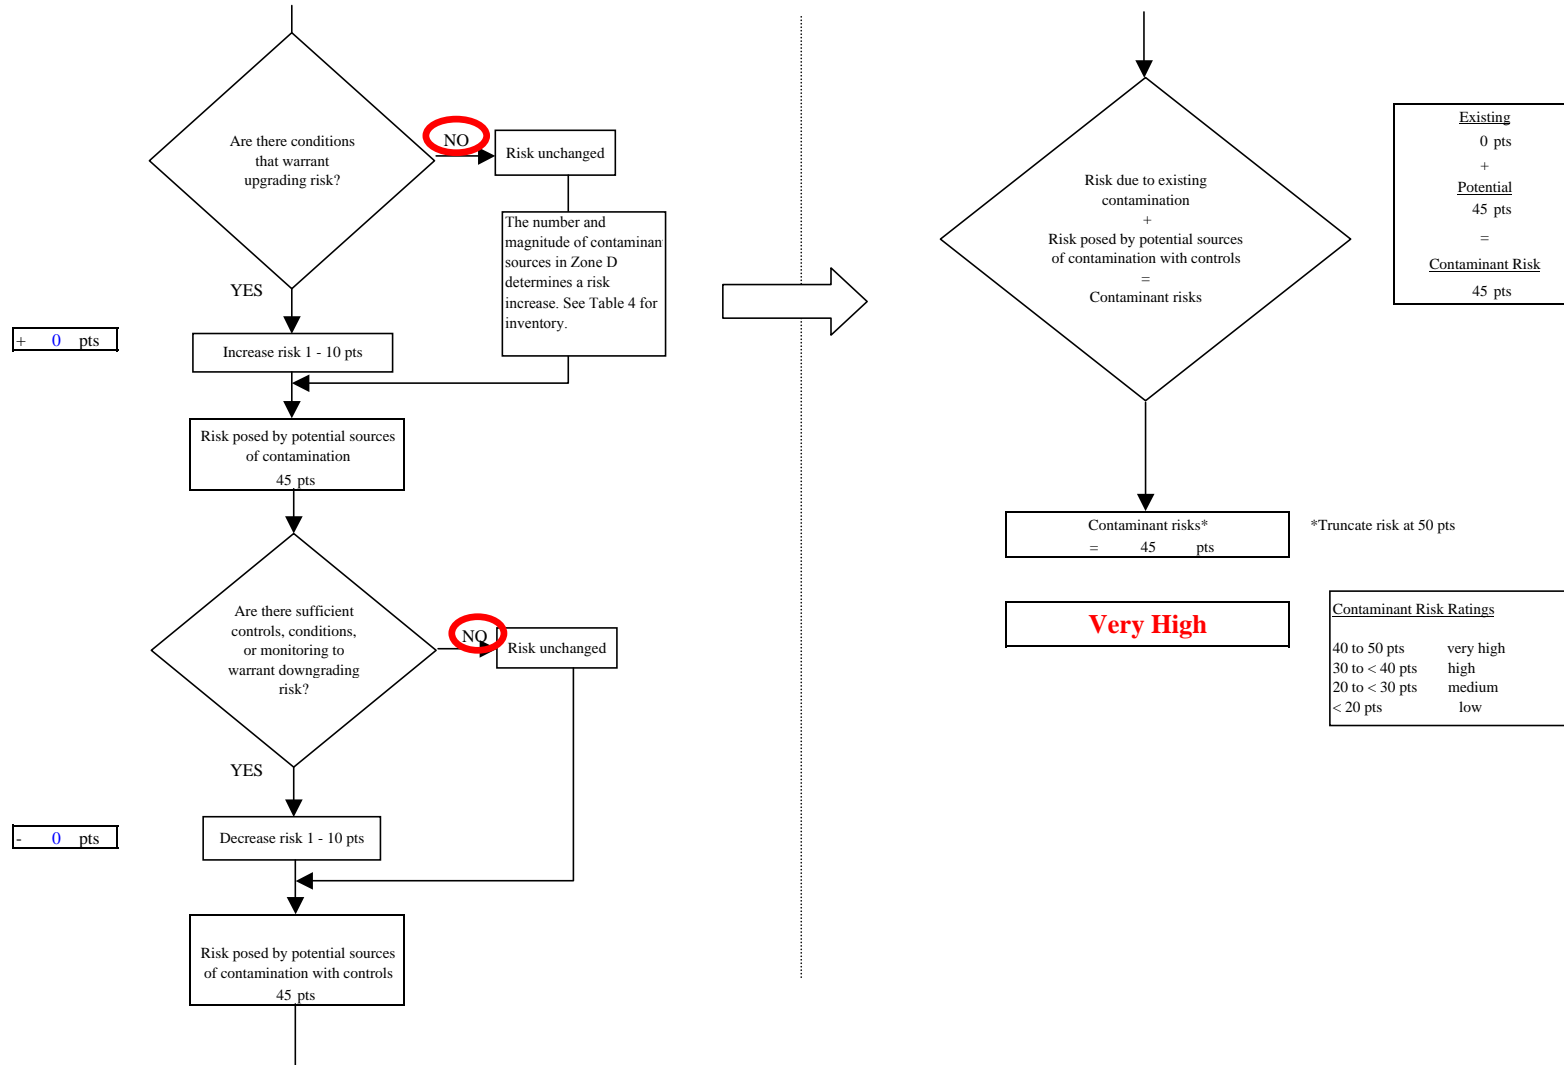 Are there conditions
that warrant
upgrading risk?
NO
Risk unchanged
The number and
magnitude of contaminan
sources in Zone D
determines a risk
increase. See Table 4 for
inventory.
YES
+ 0 pts
Increase risk 1 - 10 pts
Risk posed by potential sources
of contamination
45 pts
Are there sufficient
controls, conditions,
or monitoring to
warrant downgrading
risk?
NO
Risk unchanged
YES
- 0 pts
Decrease risk 1 - 10 pts
Risk posed by potential sources
of contamination with controls
45 pts
Risk due to existing
contamination
+
Risk posed by potential sources
of contamination with controls
=
Contaminant risks
Existing
0 pts
+
Potential
45 pts
=
Contaminant Risk
45 pts
Contaminant risks*
= 45 pts
*Truncate risk at 50 pts
Very High
Contaminant Risk Ratings
40 to 50 pts very high
30 to < 40 pts high
20 to < 30 pts medium
< 20 pts low